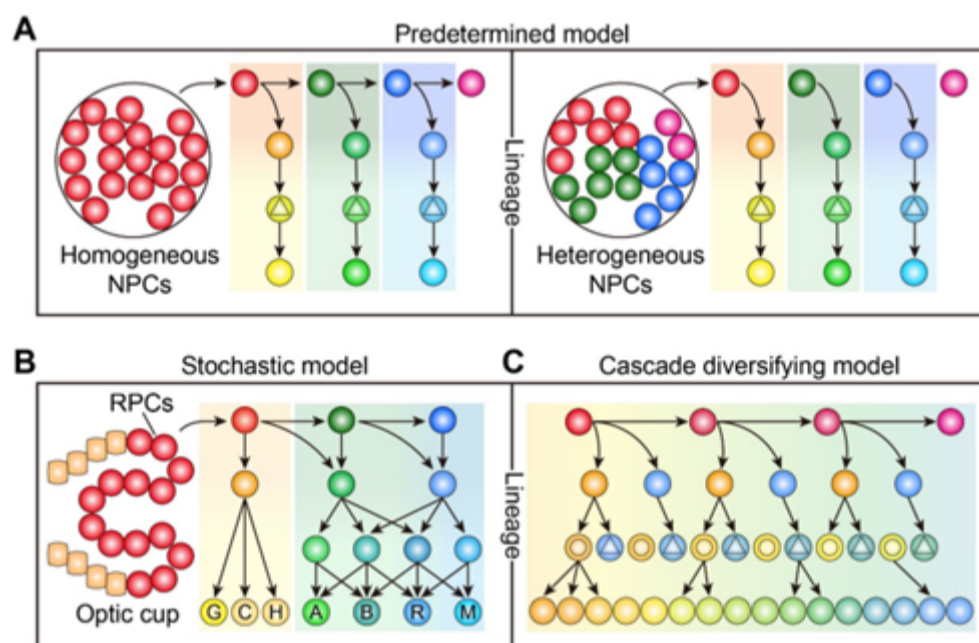 A
Predetermined model
Homogeneous
NPCs
Lineage
Heterogeneous
NPCs
B
Stochastic model
RPCs
Optic cup
G C H A B R M
C
Cascade diversifying model
Lineage